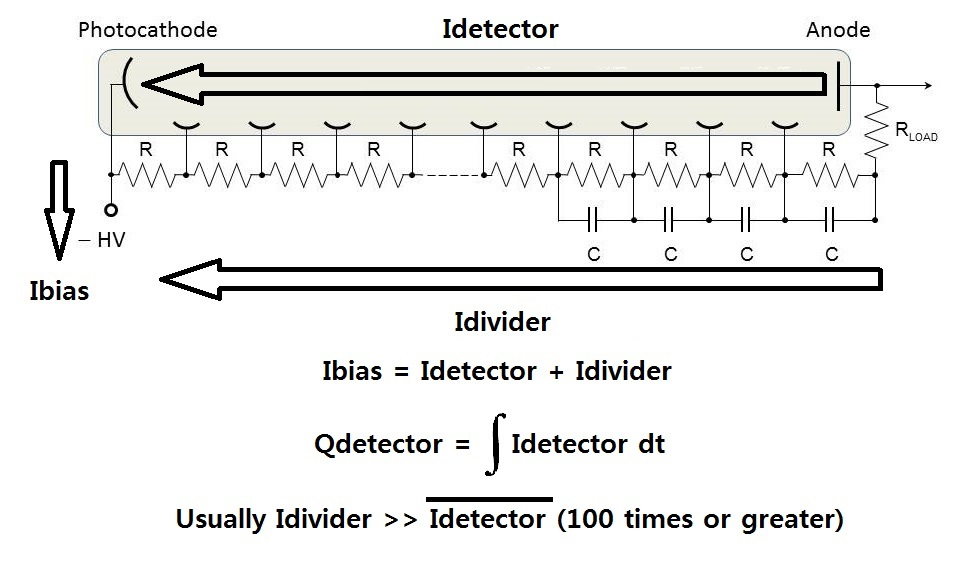 Photocathode Idetector Anode
R R R R R R R R R R_LOAD
– HV
C C C C
Ibias
Idivider
Ibias = Idetector + Idivider
Qdetector = ∫ Idetector dt
Usually Idivider >> Idetector (100 times or greater)